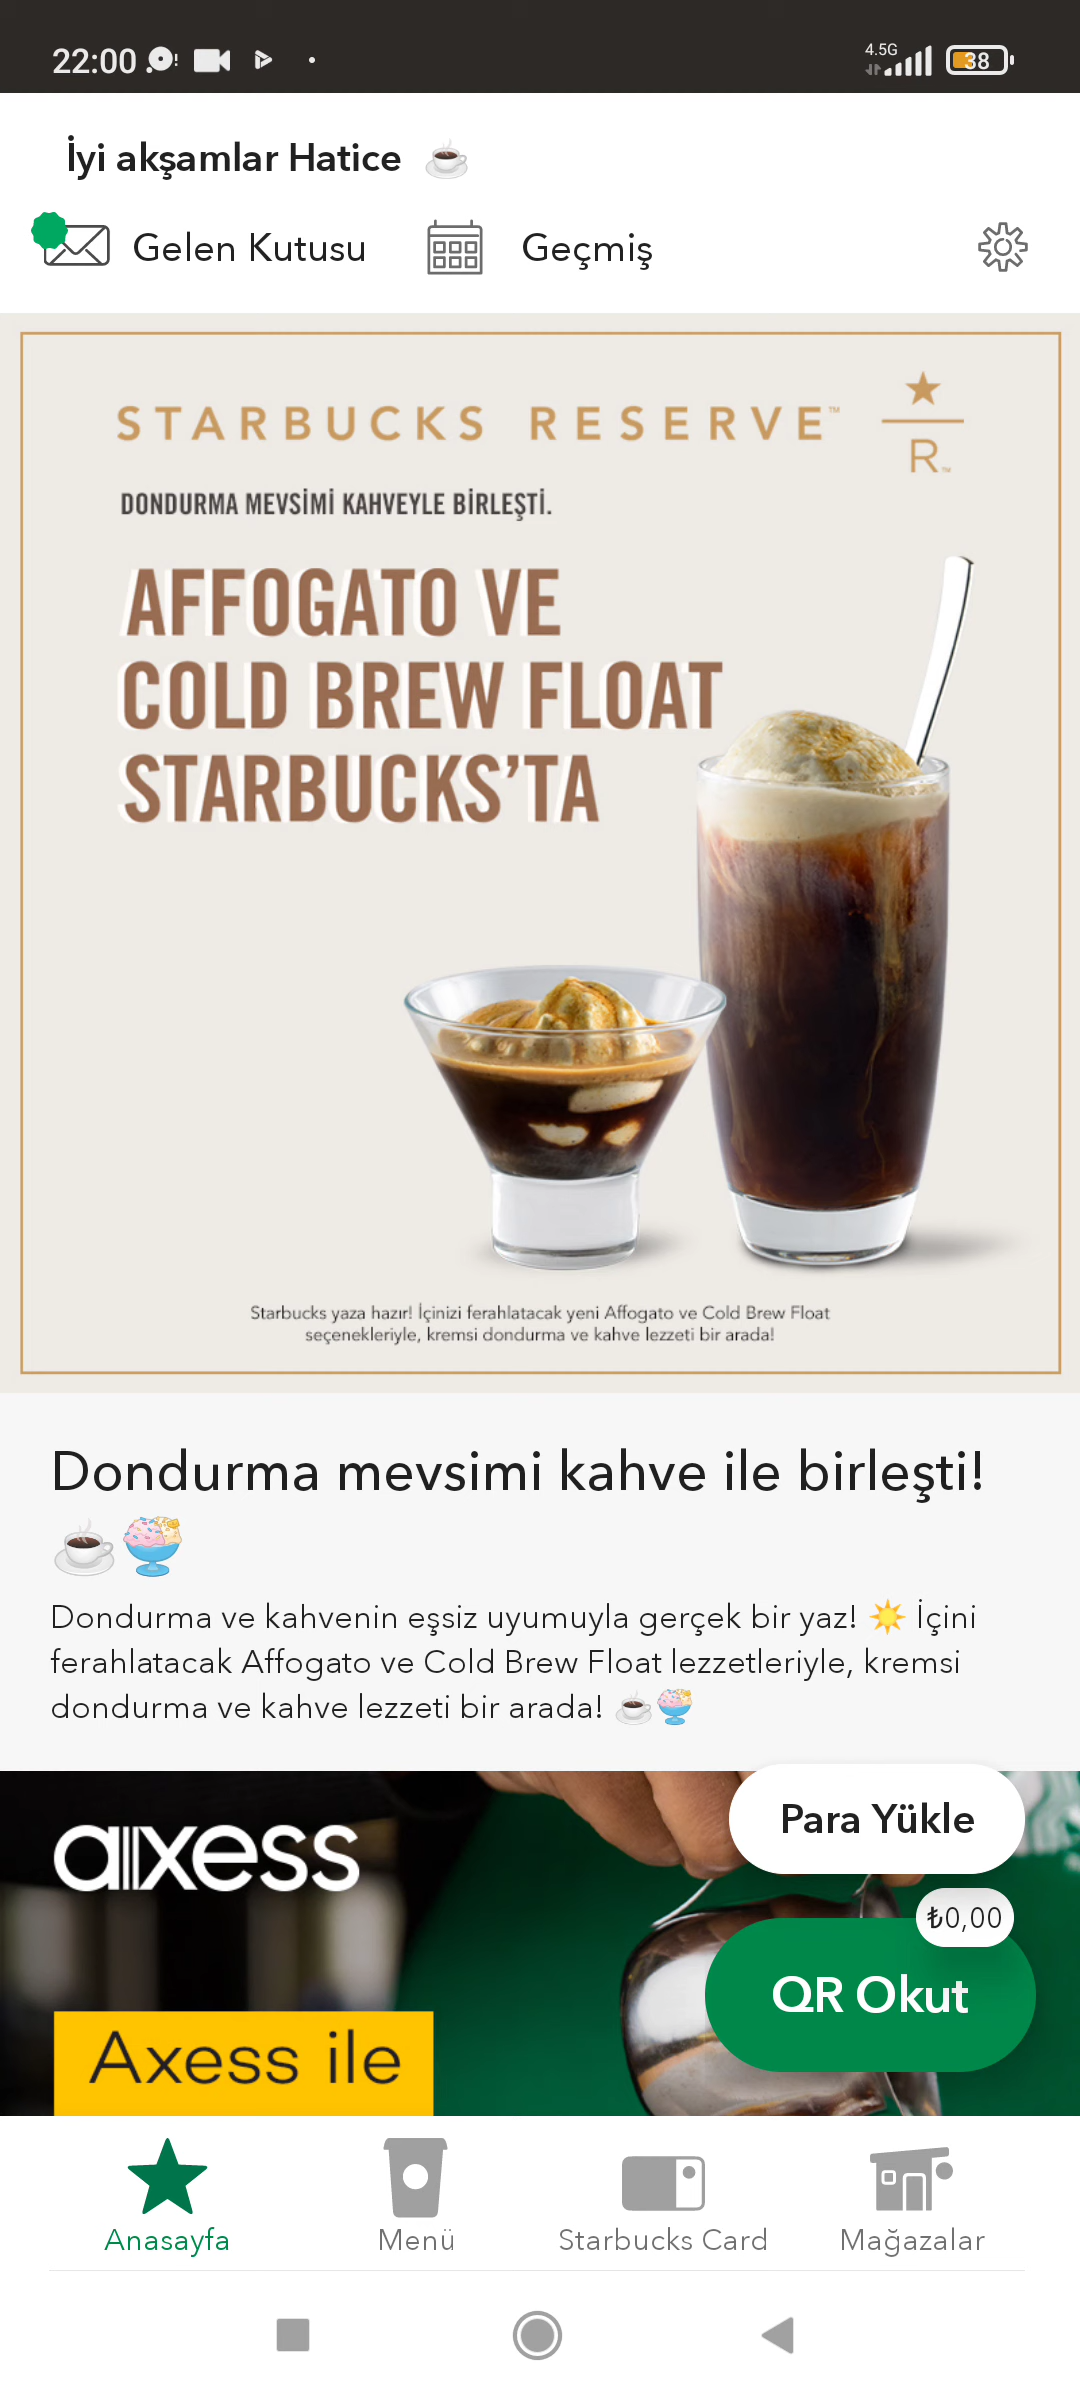 22:00
4.5G
38
İyi akşamlar Hatice
Gelen Kutusu
Geçmiş
STARBUCKS RESERVE™
R™
DONDURMA MEVSİMİ KAHVEYLE BİRLEŞTİ.
AFFOGATO VE
COLD BREW FLOAT
STARBUCKS’TA
Starbucks yaza hazır! İçinizi ferahlatacak yeni Affogato ve Cold Brew Float
seçenekleriyle, kremsi dondurma ve kahve lezzeti bir arada!
Dondurma mevsimi kahve ile birleşti!
☕🍨
Dondurma ve kahvenin eşsiz uyumuyla gerçek bir yaz! ☀️ İçini
ferahlatacak Affogato ve Cold Brew Float lezzetleriyle, kremsi
dondurma ve kahve lezzeti bir arada! ☕🍨
axess
Para Yükle
₺0,00
QR Okut
Axess ile
Anasayfa
Menü
Starbucks Card
Mağazalar